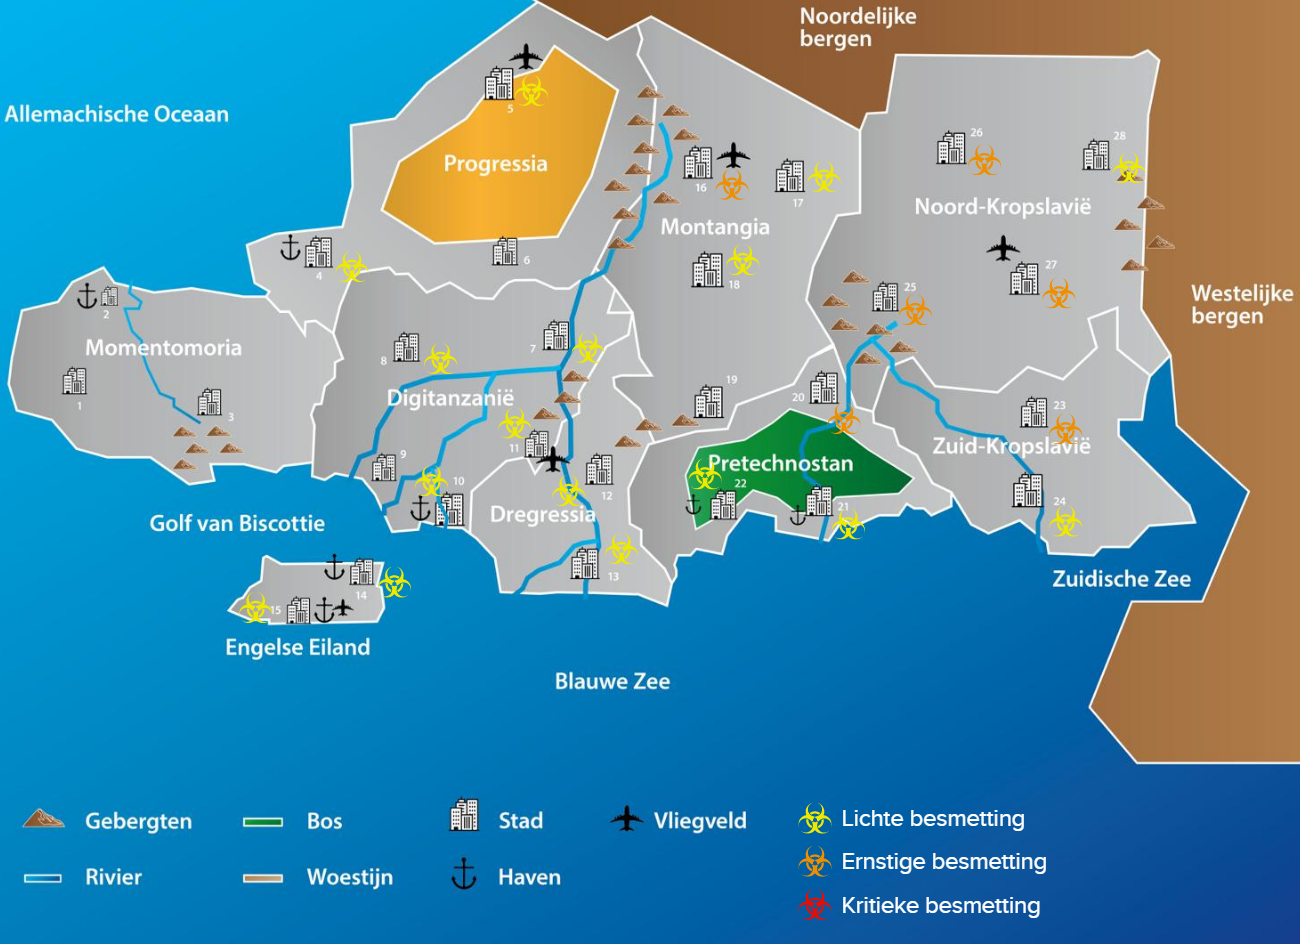 Noordelijke
bergen
Allemachische Oceaan
5
Progressia
26
28
16
17
Montangia
Noord-Kropslavië
4
6
18
27
25
Westelijke
bergen
2
Momentomoria
7
8
Digitanzanië
1
3
19
20
23
11
Zuid-Kropslavië
9
10
12
Pretechnostan
22
24
21
Golf van Biscottie
Dregressia
13
14
15
Zuidische Zee
Engelse Eiland
Blauwe Zee
Gebergten
Bos
Stad
Vliegveld
Lichte besmetting
Rivier
Woestijn
Haven
Ernstige besmetting
Kritieke besmetting